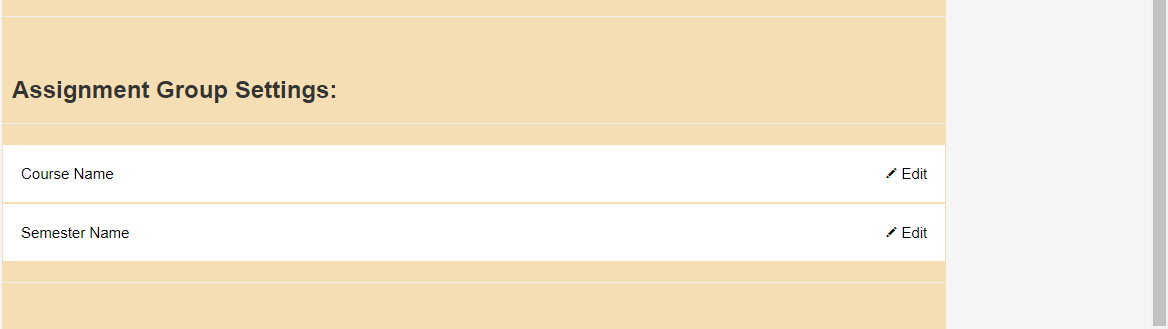 Assignment Group Settings:
Course Name Edit
Semester Name Edit